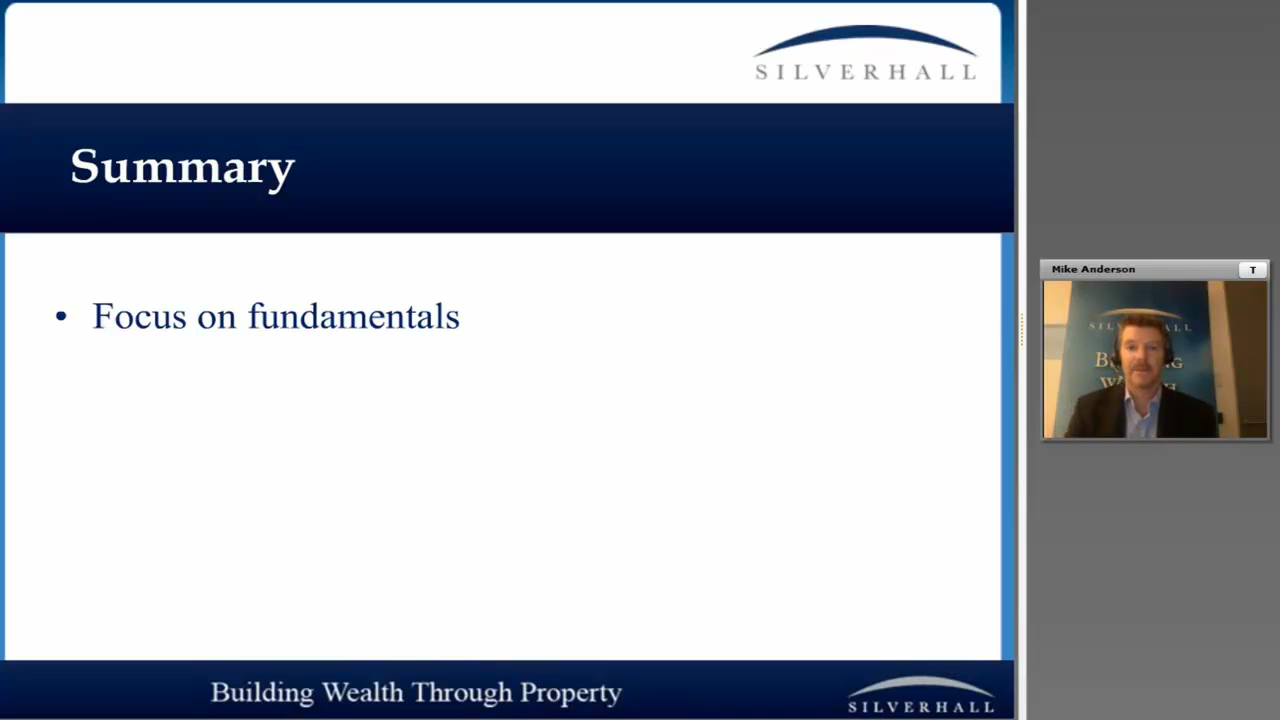 SILVERHALL
Summary
• Focus on fundamentals
Building Wealth Through Property
SILVERHALL
Mike Anderson
T